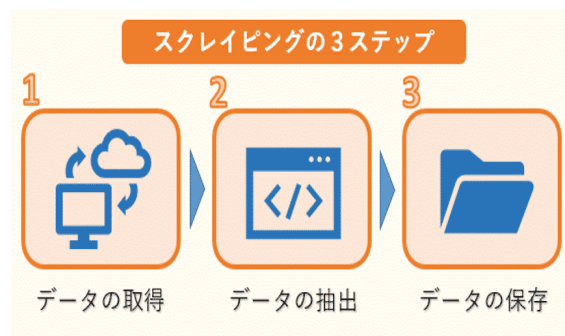 スクレイピングの3ステップ
1
2
3
</>
データの取得
データの抽出
データの保存